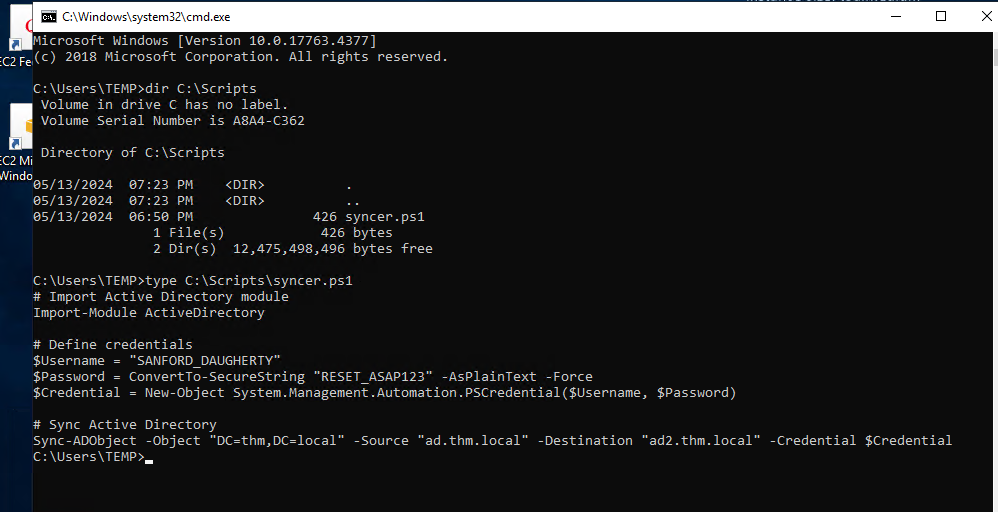 C:\Windows\system32\cmd.exe
EC2 Fe
EC2 Mi
Windo
Microsoft Windows [Version 10.0.17763.4377]
(c) 2018 Microsoft Corporation. All rights reserved.
C:\Users\TEMP>dir C:\Scripts
Volume in drive C has no label.
Volume Serial Number is A8A4-C362
Directory of C:\Scripts
05/13/2024  07:23 PM    <DIR>          .
05/13/2024  07:23 PM    <DIR>          ..
05/13/2024  06:50 PM               426 syncer.ps1
1 File(s)            426 bytes
2 Dir(s)  12,475,498,496 bytes free
C:\Users\TEMP>type C:\Scripts\syncer.ps1
# Import Active Directory module
Import-Module ActiveDirectory
# Define credentials
$Username = "SANFORD_DAUGHERTY"
$Password = ConvertTo-SecureString "RESET_ASAP123" -AsPlainText -Force
$Credential = New-Object System.Management.Automation.PSCredential($Username, $Password)
# Sync Active Directory
Sync-ADObject -Object "DC=thm,DC=local" -Source "ad.thm.local" -Destination "ad2.thm.local" -Credential $Credential
C:\Users\TEMP>